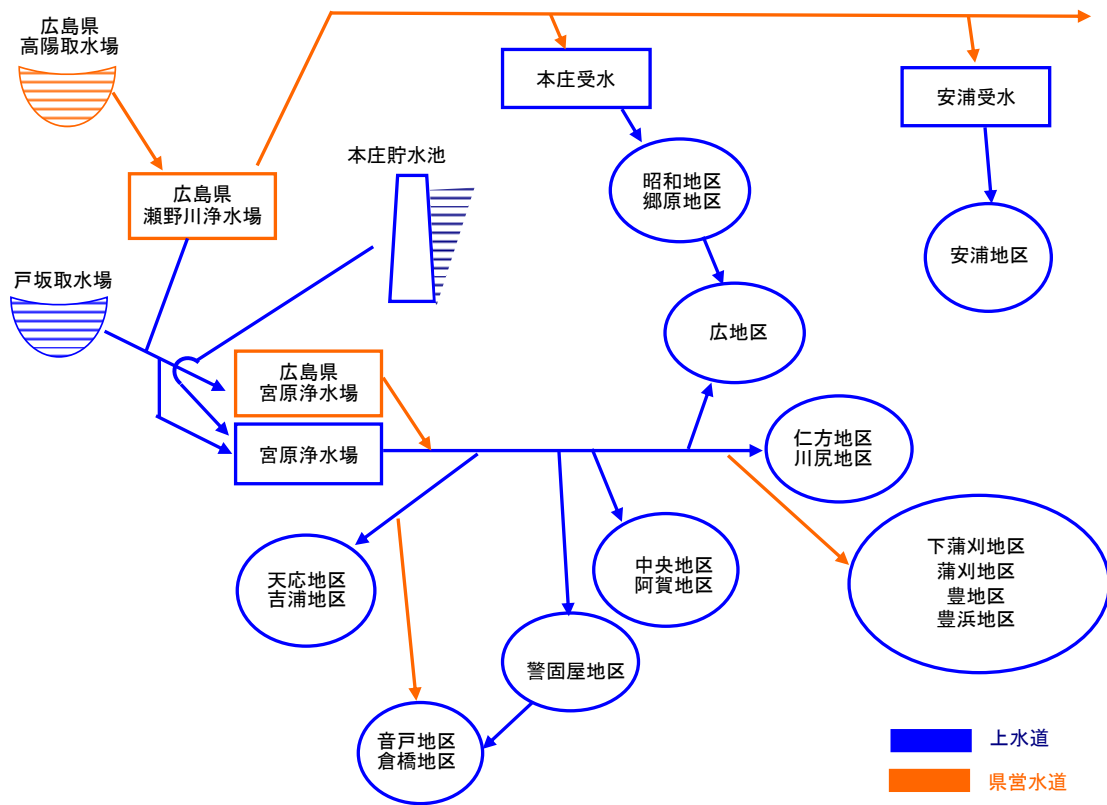 広島県
高陽取水場
本庄受水
安浦受水
本庄貯水池
昭和地区
郷原地区
広島県
瀬野川浄水場
安浦地区
戸坂取水場
広地区
広島県
宮原浄水場
宮原浄水場
仁方地区
川尻地区
下蒲刈地区
蒲刈地区
豊地区
豊浜地区
中央地区
阿賀地区
天応地区
吉浦地区
警固屋地区
音戸地区
倉橋地区
上水道
県営水道